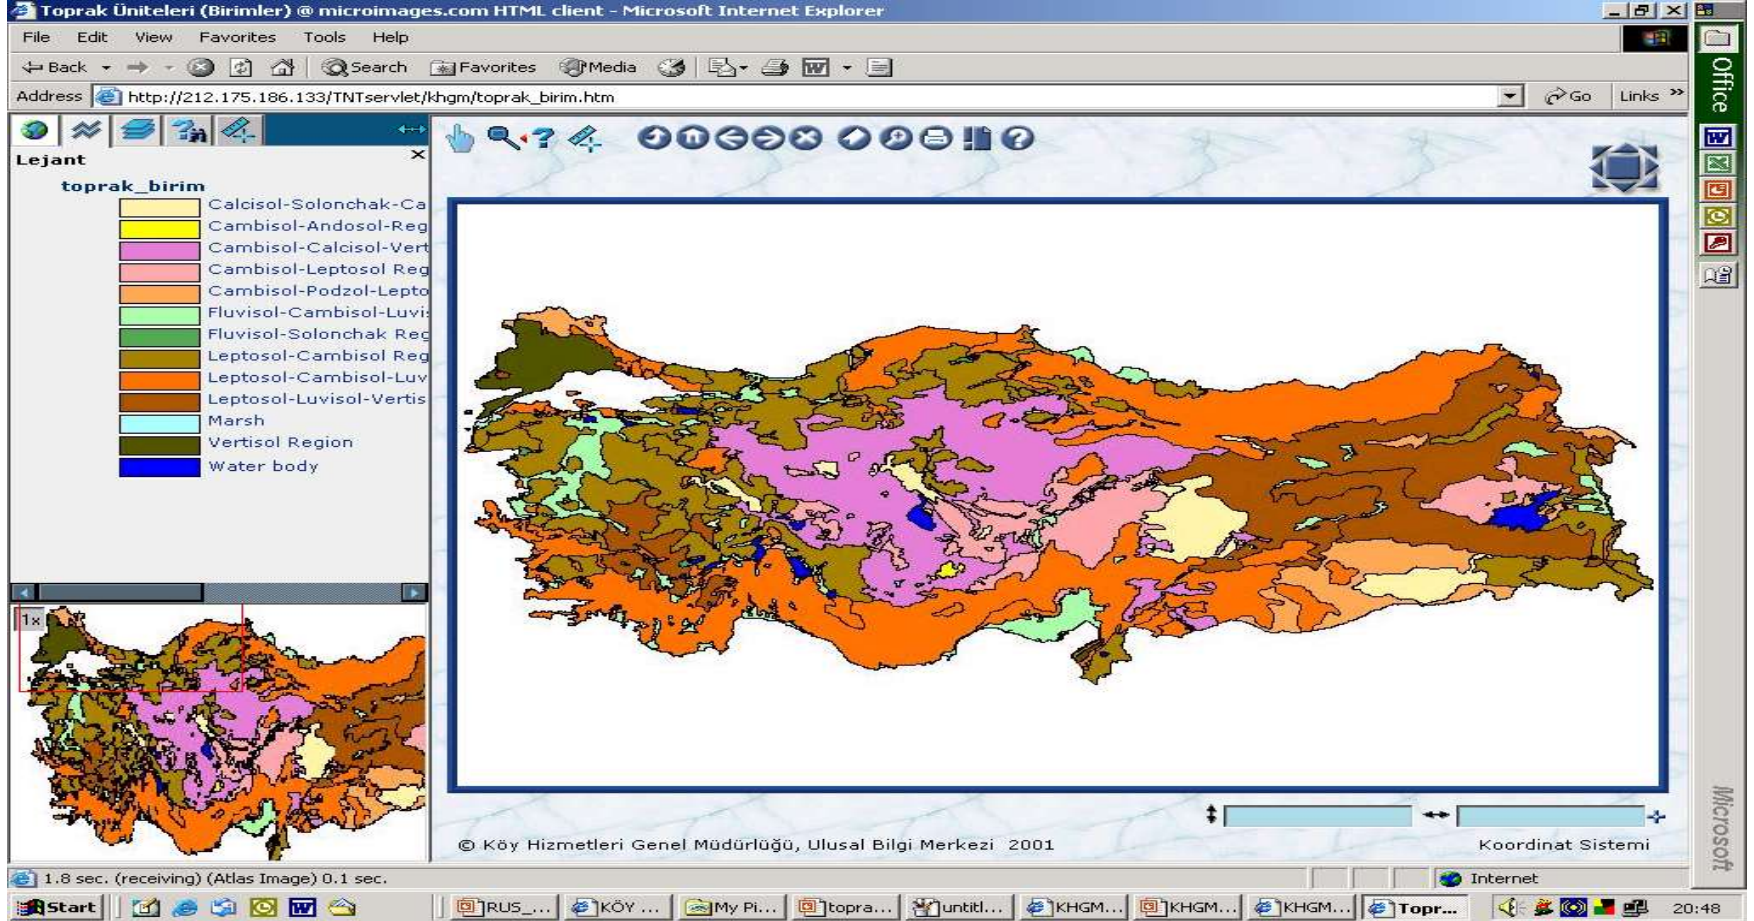 Toprak Üniteleri (Birimler) @ microimages.com HTML client - Microsoft Internet Explorer
File Edit View Favorites Tools Help
Back Search Favorites Media
Address http://212.175.186.133/TNTservlet/khgm/toprak_birim.htm Go Links »
Office
Lejant
toprak_birim
Calcisol-Solonchak-Ca
Cambisol-Andosol-Reg
Cambisol-Calcisol-Vert
Cambisol-Leptosol Reg
Cambisol-Podzol-Lepto
Fluvisol-Cambisol-Luvi
Fluvisol-Solonchak Reg
Leptosol-Cambisol Reg
Leptosol-Cambisol-Luv
Leptosol-Luvisol-Vertis
Marsh
Vertisol Region
Water body
1x
© Köy Hizmetleri Genel Müdürlüğü, Ulusal Bilgi Merkezi 2001
Koordinat Sistemi
Microsoft
1.8 sec. (receiving) (Atlas Image) 0.1 sec.
Internet
Start RUS_... KÖY ... My Pi... topra... untitl... KHGM... KHGM... KHGM... Topr... 20:48